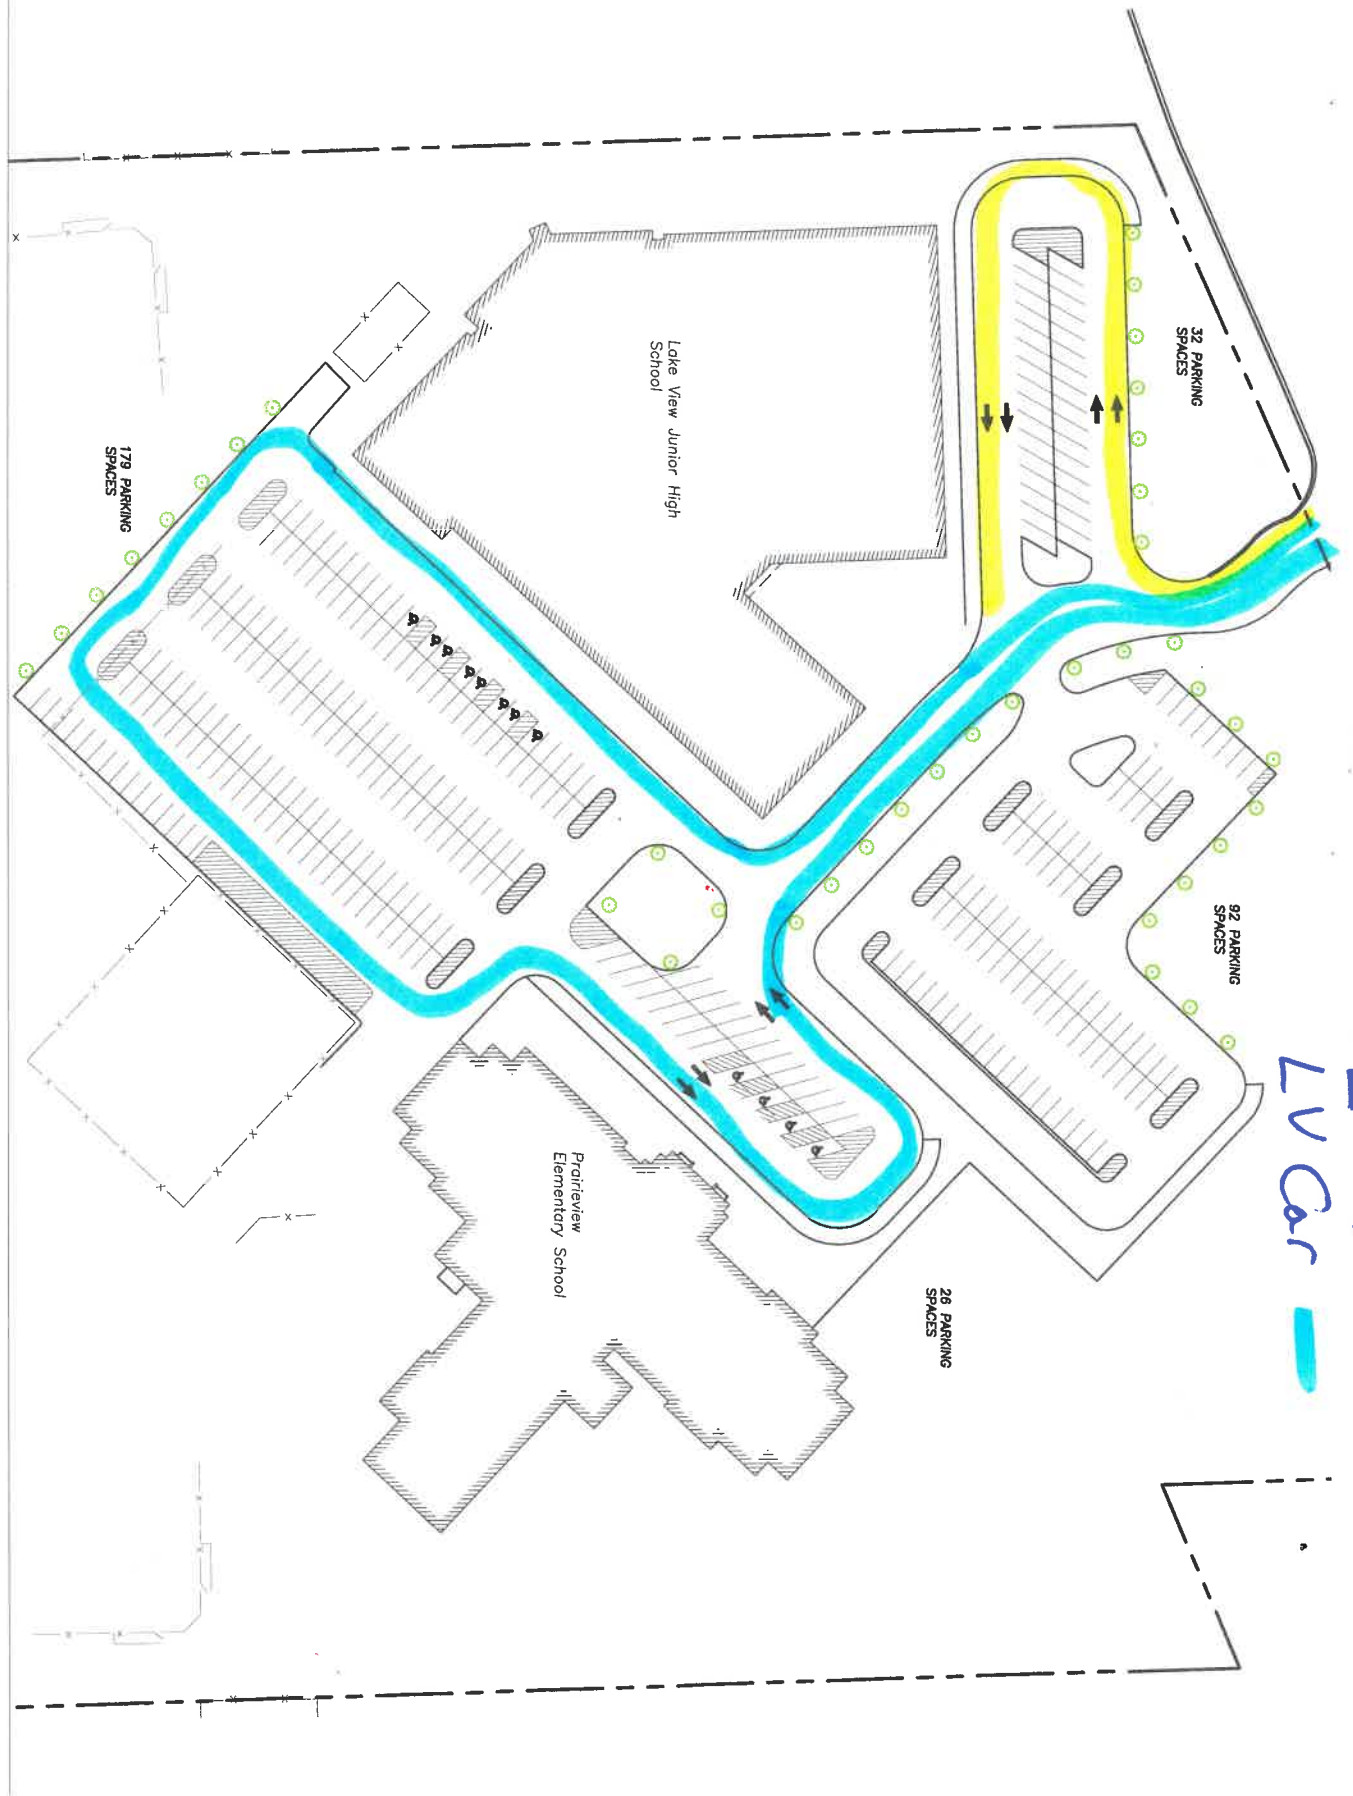 LV Car
32 PARKING
SPACES
Lake View Junior High
School
179 PARKING
SPACES
92 PARKING
SPACES
Prairieview
Elementary School
26 PARKING
SPACES